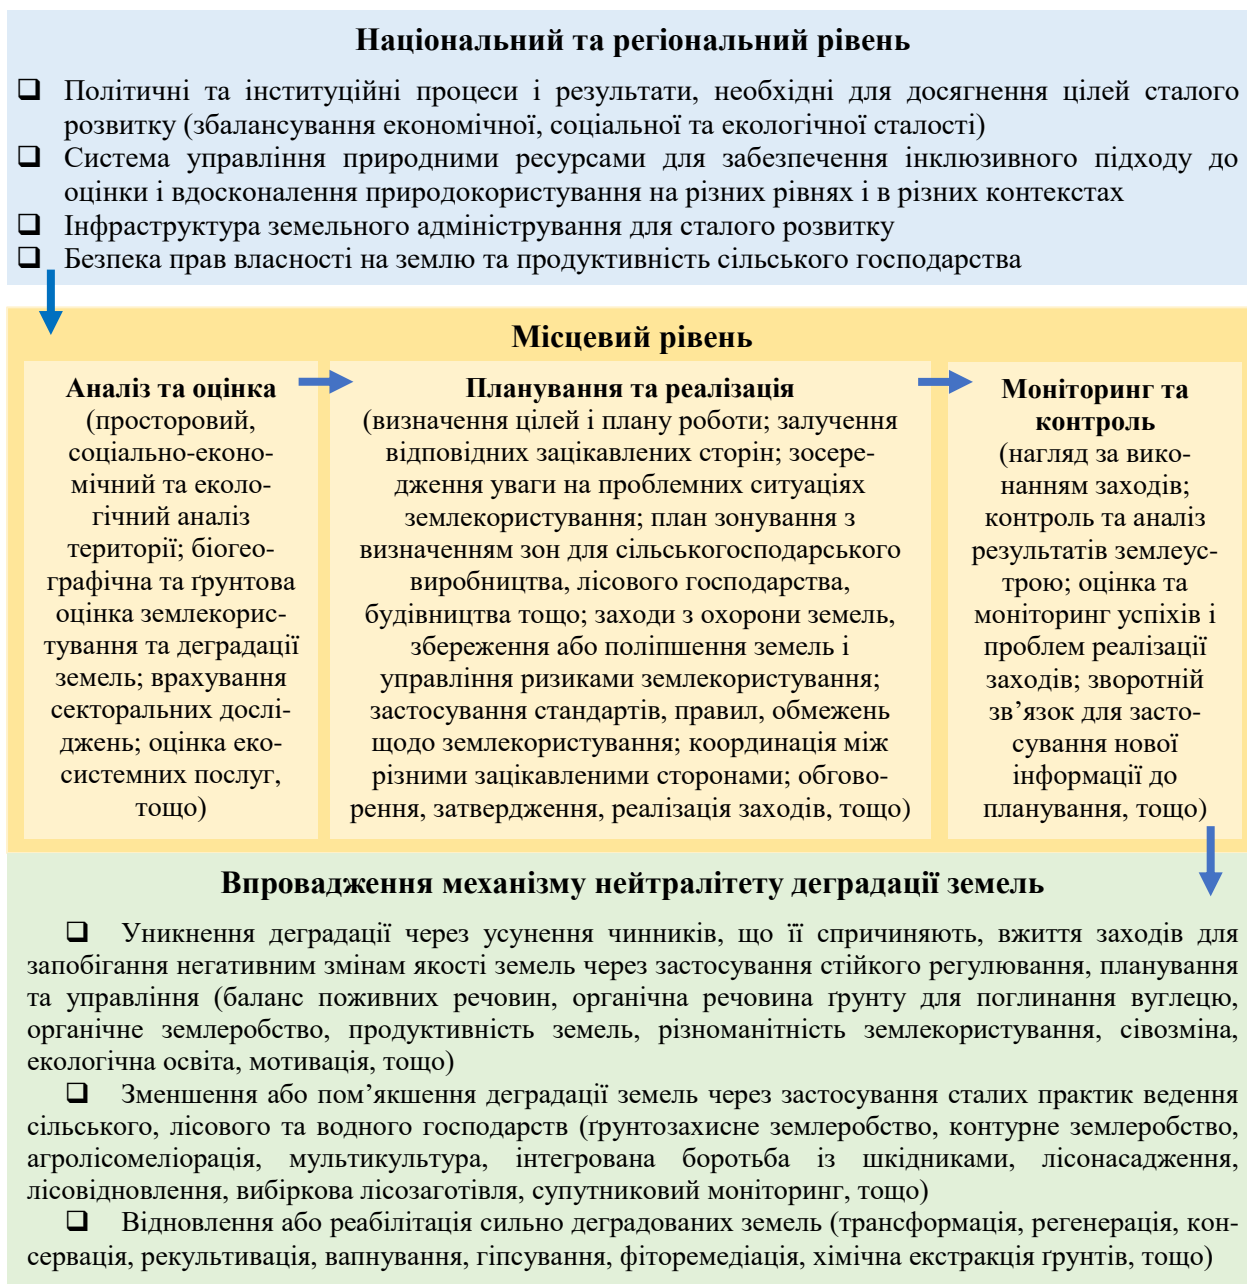 Національний та регіональний рівень
❑ Політичні та інституційні процеси і результати, необхідні для досягнення цілей сталого
розвитку (збалансування економічної, соціальної та екологічної сталості)
❑ Система управління природними ресурсами для забезпечення інклюзивного підходу до
оцінки і вдосконалення природокористування на різних рівнях і в різних контекстах
❑ Інфраструктура земельного адміністрування для сталого розвитку
❑ Безпека прав власності на землю та продуктивність сільського господарства
Місцевий рівень
Аналіз та оцінка
(просторовий,
соціально-еконо-
мічний та еколо-
гічний аналіз
території; біогео-
графічна та ґрунтова
оцінка землекорис-
тування та деградації
земель; врахування
секторальних дослі-
джень; оцінка еко-
системних послуг,
тощо)
Планування та реалізація
(визначення цілей і плану роботи; залучення
відповідних зацікавлених сторін; зосере-
дження уваги на проблемних ситуаціях
землекористування; план зонування з
визначенням зон для сільськогосподарського
виробництва, лісового господарства,
будівництва тощо; заходи з охорони земель,
збереження або поліпшення земель і
управління ризиками землекористування;
застосування стандартів, правил, обмежень
щодо землекористування; координація між
різними зацікавленими сторонами; обгово-
рення, затвердження, реалізація заходів, тощо)
Моніторинг та
контроль
(нагляд за вико-
нанням заходів;
контроль та аналіз
результатів землеус-
трою; оцінка та
моніторинг успіхів і
проблем реалізації
заходів; зворотній
зв’язок для засто-
сування нової
інформації до
планування, тощо)
Впровадження механізму нейтралітету деградації земель
❑ Уникнення деградації через усунення чинників, що її спричиняють, вжиття заходів для
запобігання негативним змінам якості земель через застосування стійкого регулювання, планування
та управління (баланс поживних речовин, органічна речовина ґрунту для поглинання вуглецю,
органічне землеробство, продуктивність земель, різноманітність землекористування, сівозміна,
екологічна освіта, мотивація, тощо)
❑ Зменшення або пом’якшення деградації земель через застосування сталих практик ведення
сільського, лісового та водного господарств (ґрунтозахисне землеробство, контурне землеробство,
агролісомеліорація, мультикультура, інтегрована боротьба із шкідниками, лісонасадження,
лісовідновлення, вибіркова лісозаготівля, супутниковий моніторинг, тощо)
❑ Відновлення або реабілітація сильно деградованих земель (трансформація, регенерація, кон-
сервація, рекультивація, вапнування, гіпсування, фіторемедіація, хімічна екстракція ґрунтів, тощо)